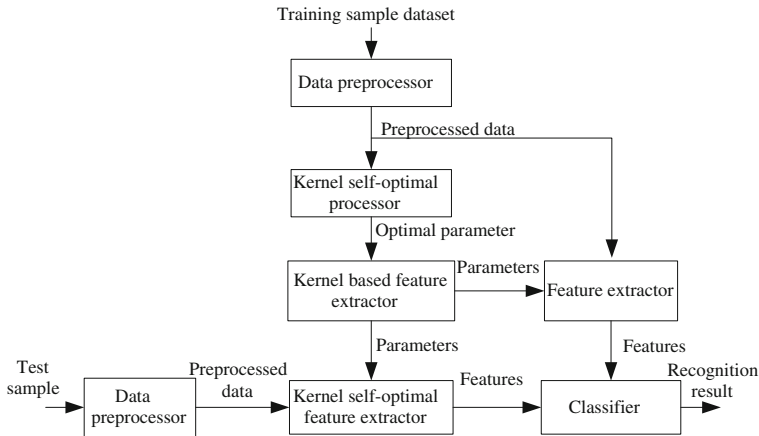 Training sample dataset
Data preprocessor
Preprocessed data
Kernel self-optimal
processor
Optimal parameter
Kernel based feature
extractor
Parameters
Feature extractor
Parameters
Features
Test
sample
Data
preprocessor
Preprocessed
data
Kernel self-optimal
feature extractor
Features
Classifier
Recognition
result